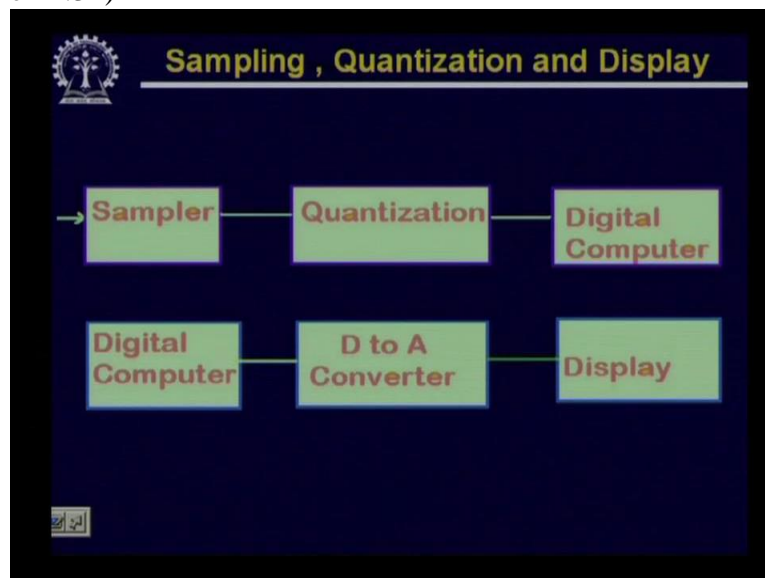 Sampling , Quantization and Display
Sampler
Quantization
Digital
Computer
Digital
Computer
D to A
Converter
Display